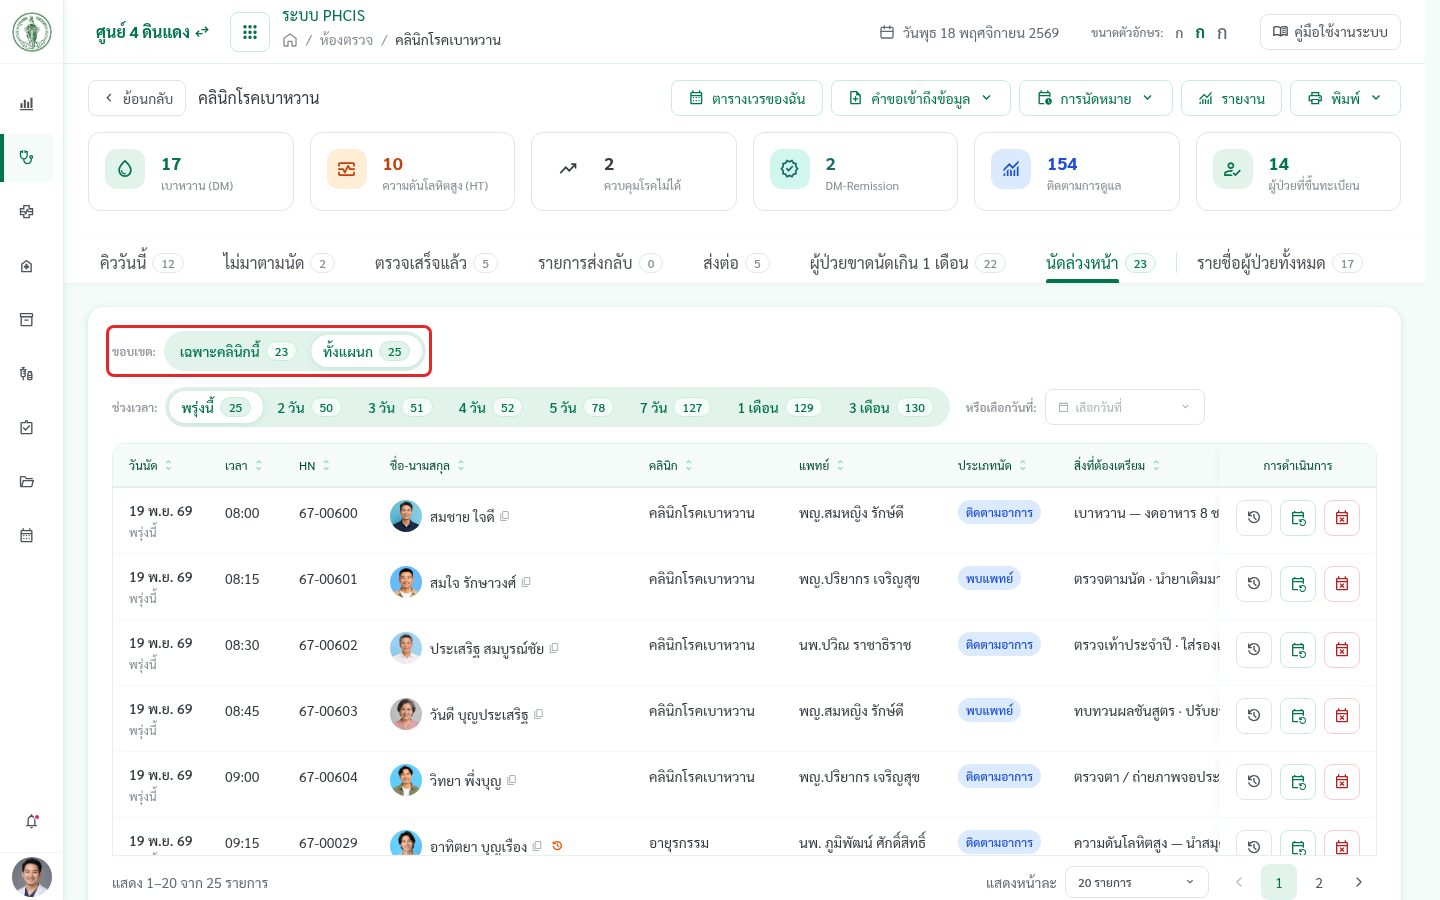 ศูนย์ 4 ดินแดง
ระบบ PHCIS
/ ห้องตรวจ / คลินิกโรคเบาหวาน
วันพุธ 18 พฤศจิกายน 2569
ขนาดตัวอักษร: ก ก ก
คู่มือใช้งานระบบ
ย้อนกลับ
คลินิกโรคเบาหวาน
ตารางเวรของฉัน
คำขอเข้าถึงข้อมูล
การนัดหมาย
รายงาน
พิมพ์
17
เบาหวาน (DM)
10
ความดันโลหิตสูง (HT)
2
ควบคุมโรคไม่ได้
2
DM-Remission
154
ติดตามการดูแล
14
ผู้ป่วยที่ขึ้นทะเบียน
คิววันนี้ 12
ไม่มาตามนัด 2
ตรวจเสร็จแล้ว 5
รายการส่งกลับ 0
ส่งต่อ 5
ผู้ป่วยขาดนัดเกิน 1 เดือน 22
นัดล่วงหน้า 23
รายชื่อผู้ป่วยทั้งหมด 17
ขอบเขต: เฉพาะคลินิกนี้ 23 ทั้งแผนก 25
ช่วงเวลา: พรุ่งนี้ 25 2 วัน 50 3 วัน 51 4 วัน 52 5 วัน 78 7 วัน 127 1 เดือน 129 3 เดือน 130 หรือเลือกวันที่: เลือกวันที่
วันนัด เวลา HN ชื่อ-นามสกุล คลินิก แพทย์ ประเภทนัด สิ่งที่ต้องเตรียม การดำเนินการ
19 พ.ย. 69 08:00 67-00600 สมชาย ใจดี คลินิกโรคเบาหวาน พญ.สมหญิง รักษ์ดี ติดตามอาการ เบาหวาน — งดอาหาร 8 ช
พรุ่งนี้
19 พ.ย. 69 08:15 67-00601 สมใจ รักษาวงศ์ คลินิกโรคเบาหวาน พญ.ปริยากร เจริญสุข พบแพทย์ ตรวจตามนัด · นำยาเดิมมา
พรุ่งนี้
19 พ.ย. 69 08:30 67-00602 ประเสริฐ สมบูรณ์ชัย คลินิกโรคเบาหวาน นพ.ปวิณ ราชาธิราช ติดตามอาการ ตรวจเท้าประจำปี · ใส่รองเ
พรุ่งนี้
19 พ.ย. 69 08:45 67-00603 วันดี บุญประเสริฐ คลินิกโรคเบาหวาน พญ.สมหญิง รักษ์ดี พบแพทย์ ทบทวนผลชันสูตร · ปรับยา
พรุ่งนี้
19 พ.ย. 69 09:00 67-00604 วิทยา พึ่งบุญ คลินิกโรคเบาหวาน พญ.ปริยากร เจริญสุข ติดตามอาการ ตรวจตา / ถ่ายภาพจอประ
พรุ่งนี้
19 พ.ย. 69 09:15 67-00029 อาทิตยา บุญเรือง อายุรกรรม นพ. ภูมิพัฒน์ ศักดิ์สิทธิ์ ติดตามอาการ ความดันโลหิตสูง — นำสมุ
แสดง 1–20 จาก 25 รายการ
แสดงหน้าละ 20 รายการ 1 2